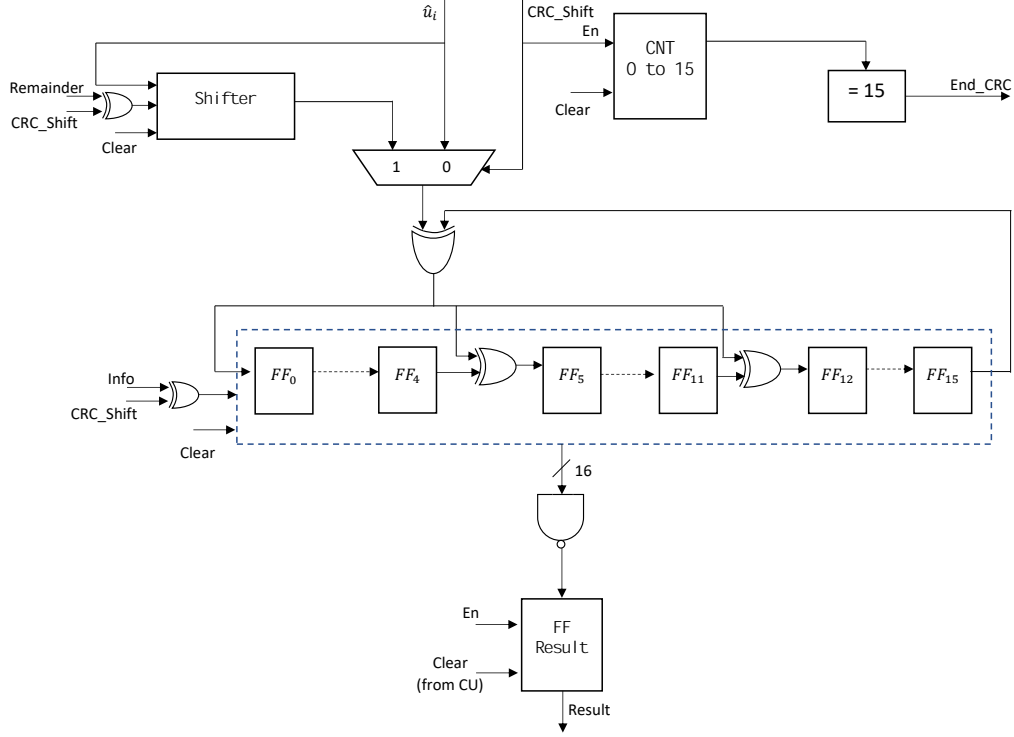 û_i
CRC_Shift
En
CNT
0 to 15
Clear
= 15
End_CRC
Remainder
CRC_Shift
Clear
Shifter
1 0
Info
CRC_Shift
Clear
FF_0
FF_4
FF_5
FF_11
FF_12
FF_15
16
En
Clear
(from CU)
FF
Result
Result